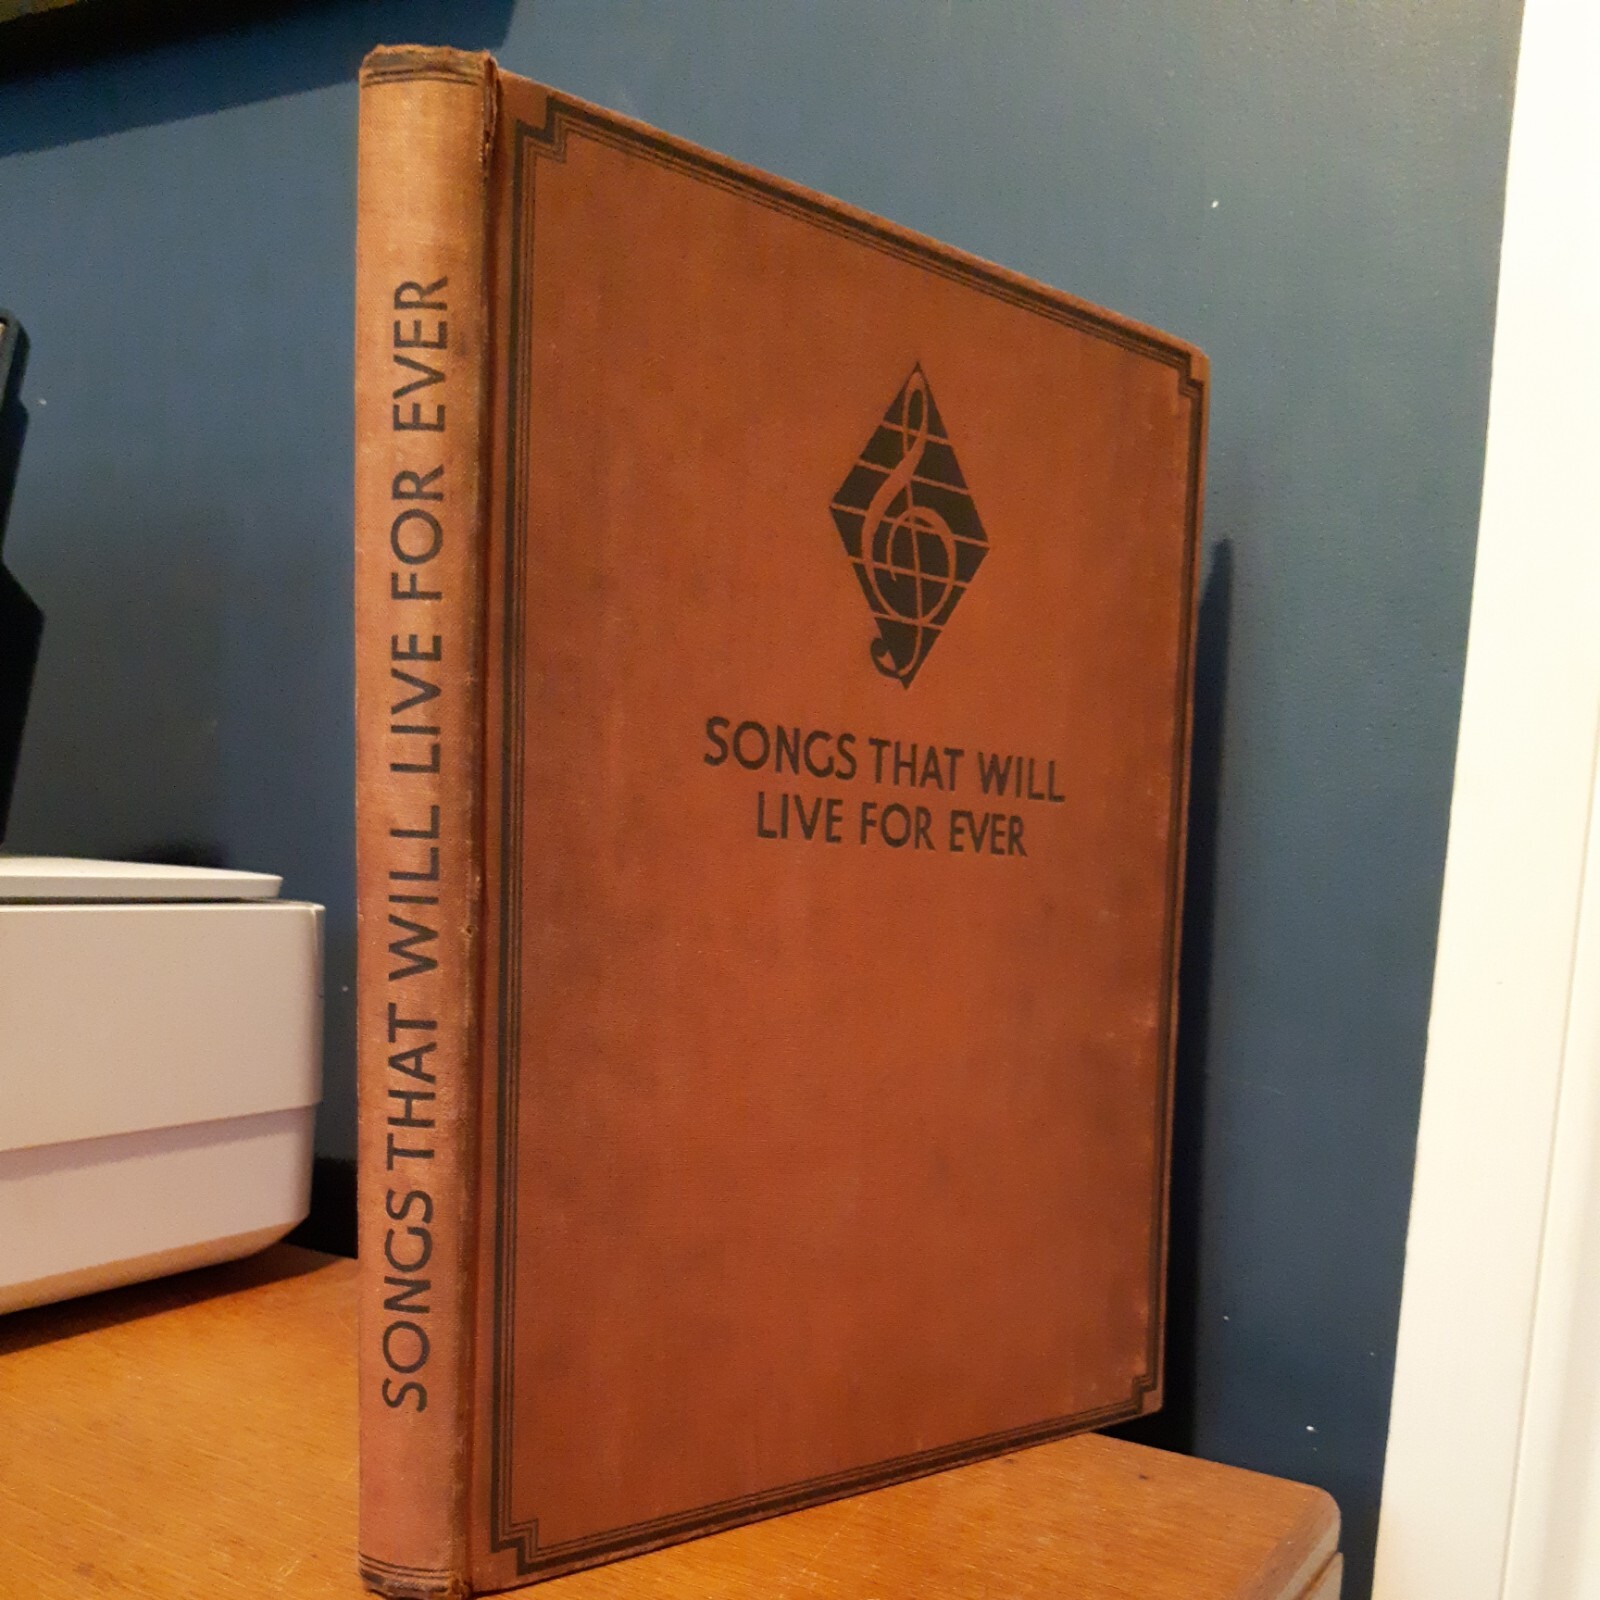 SONGS THAT WILL LIVE FOR EVER
SONGS THAT WILL
LIVE FOR EVER